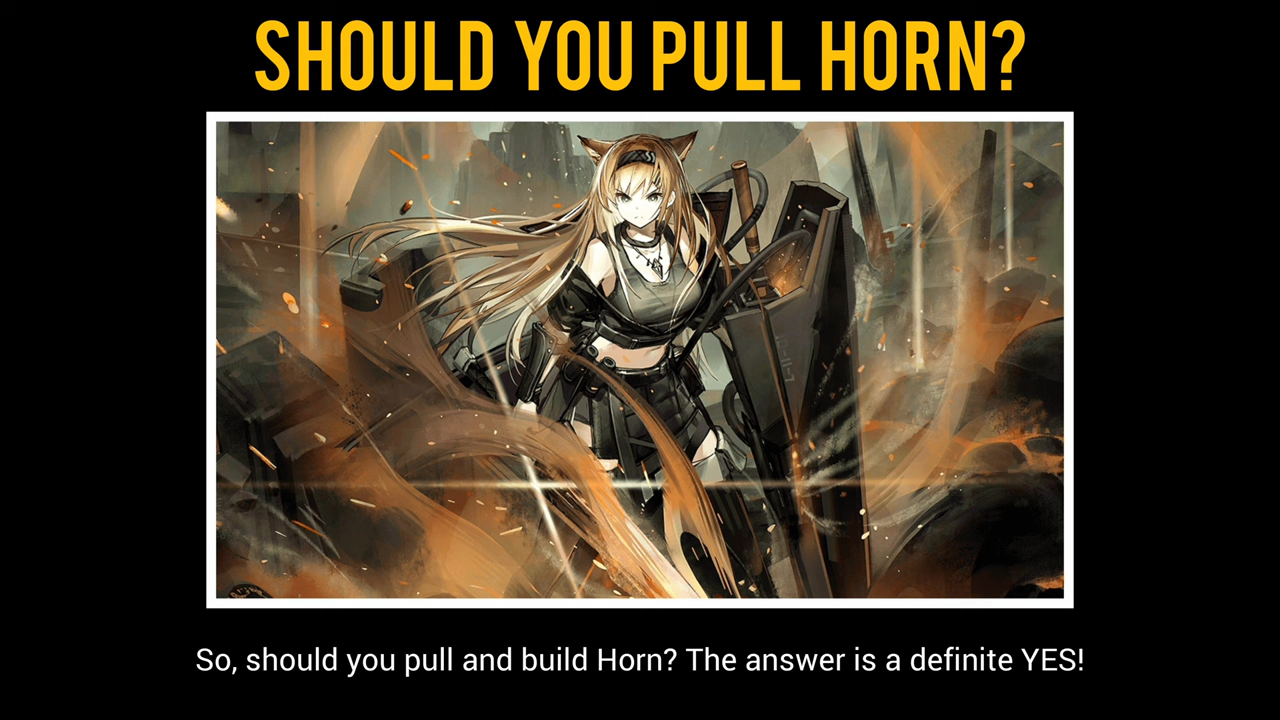 SHOULD YOU PULL HORN?
So, should you pull and build Horn? The answer is a definite YES!